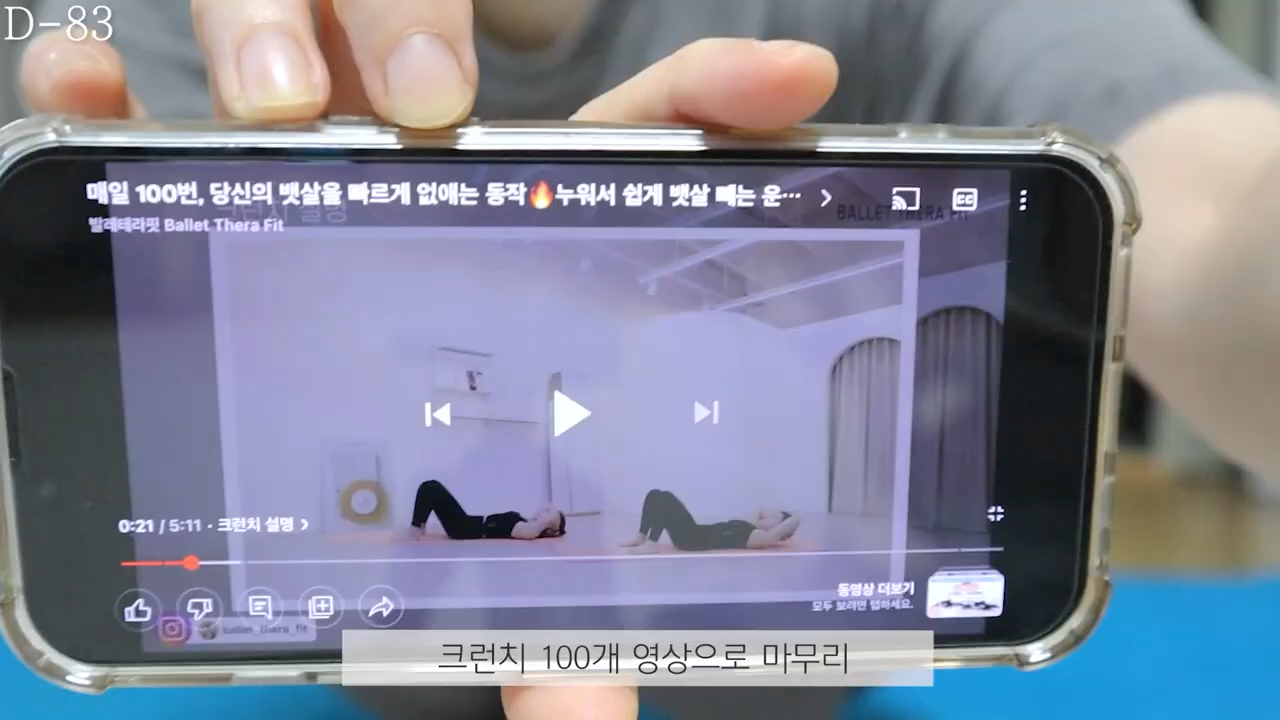 D-83
매일 100번, 당신의 뱃살을 빠르게 없애는 동작🔥누워서 쉽게 뱃살 빼는 운…
발레테라핏 Ballet Thera Fit
BALLET THERA FIT
0:21 / 5:11 · 크런치 설명
동영상 더보기
모두 보려면 탭하세요.
ballet_thera_fit
크런치 100개 영상으로 마무리